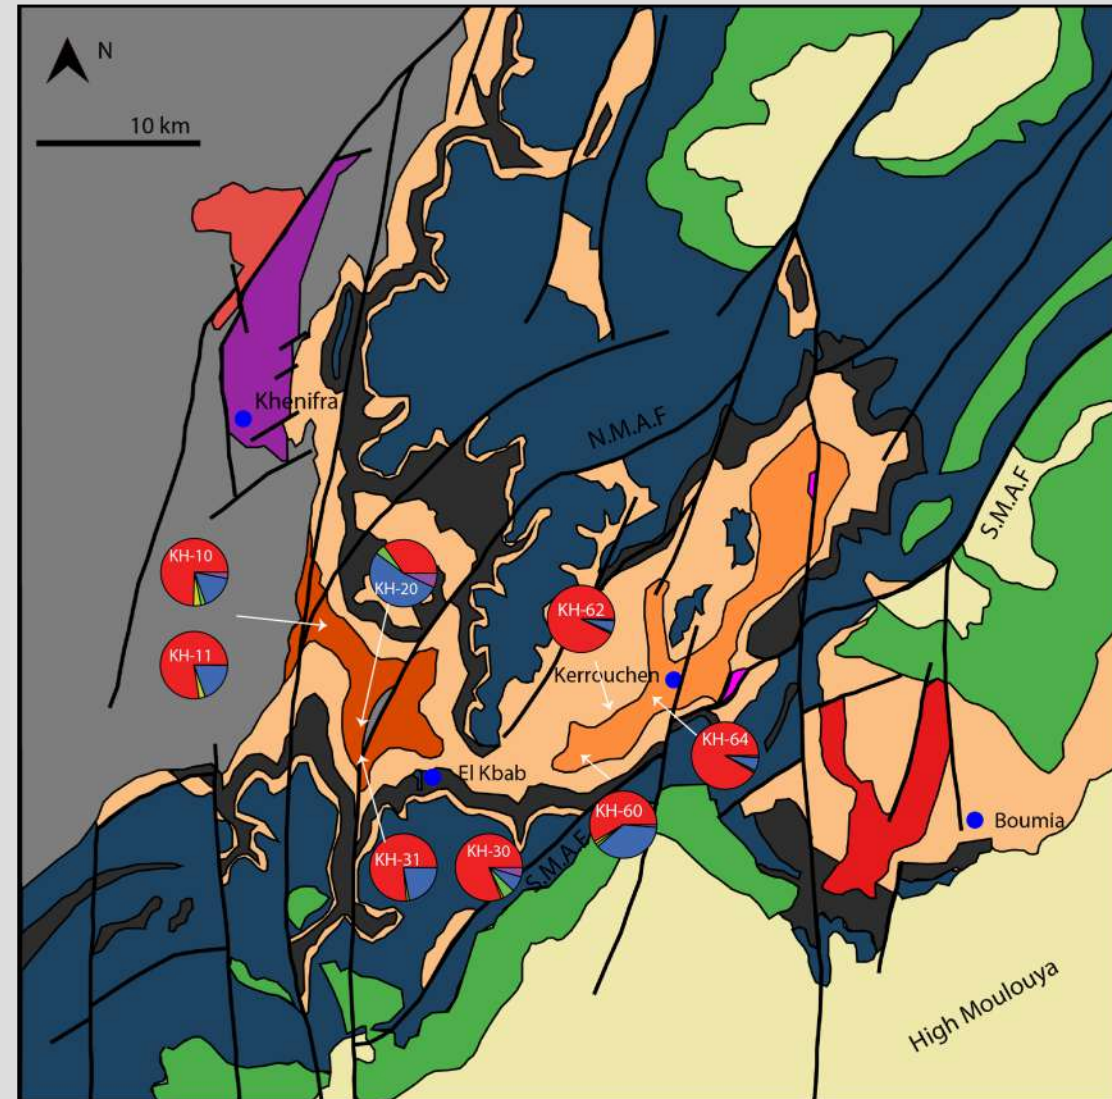 N
10 km
Khenifra
N.M.A.F
S.M.A.F
KH-10
KH-20
KH-62
KH-11
Kerrouchen
KH-64
El Kbab
KH-60
Boumia
KH-31
KH-30
S.M.A.F
High Moulouya